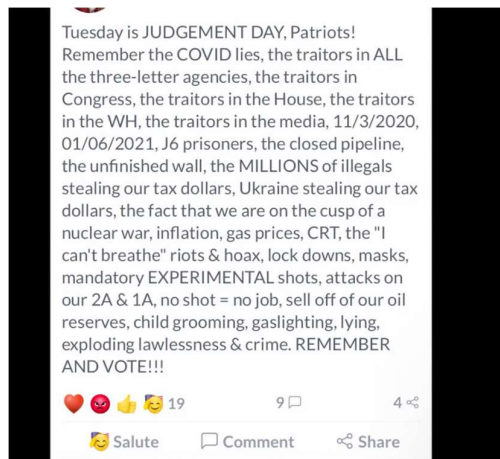 Tuesday is JUDGEMENT DAY, Patriots!
Remember the COVID lies, the traitors in ALL
the three-letter agencies, the traitors in
Congress, the traitors in the House, the traitors
in the WH, the traitors in the media, 11/3/2020,
01/06/2021, J6 prisoners, the closed pipeline,
the unfinished wall, the MILLIONS of illegals
stealing our tax dollars, Ukraine stealing our tax
dollars, the fact that we are on the cusp of a
nuclear war, inflation, gas prices, CRT, the "I
can't breathe" riots & hoax, lock downs, masks,
mandatory EXPERIMENTAL shots, attacks on
our 2A & 1A, no shot = no job, sell off of our oil
reserves, child grooming, gaslighting, lying,
exploding lawlessness & crime. REMEMBER
AND VOTE!!!
19 9 4
Salute Comment Share